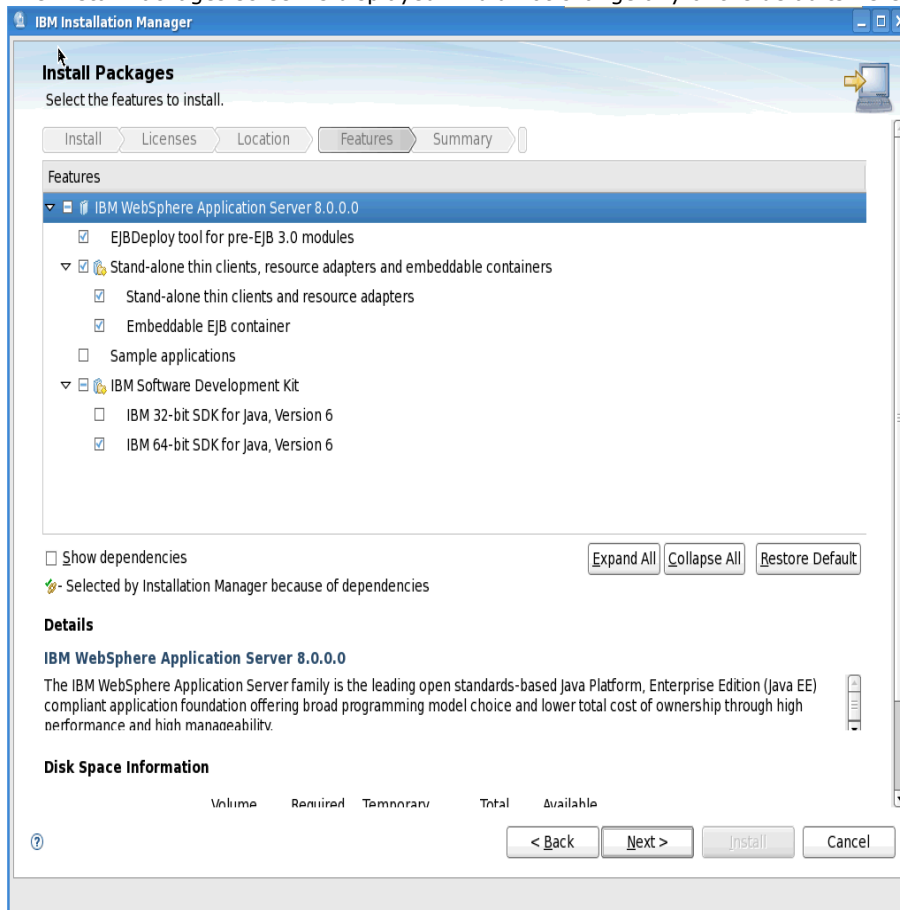 IBM Installation Manager
Install Packages
Select the features to install.
Install Licenses Location Features Summary
Features
IBM WebSphere Application Server 8.0.0.0
EJBDeploy tool for pre-EJB 3.0 modules
Stand-alone thin clients, resource adapters and embeddable containers
Stand-alone thin clients and resource adapters
Embeddable EJB container
Sample applications
IBM Software Development Kit
IBM 32-bit SDK for Java, Version 6
IBM 64-bit SDK for Java, Version 6
Show dependencies Expand All Collapse All Restore Default
- Selected by Installation Manager because of dependencies
Details
IBM WebSphere Application Server 8.0.0.0
The IBM WebSphere Application Server family is the leading open standards-based Java Platform, Enterprise Edition (Java EE)
compliant application foundation offering broad programming model choice and lower total cost of ownership through high
performance and high manageability.
Disk Space Information
Volume Required Temporary Total Available
< Back Next > Install Cancel